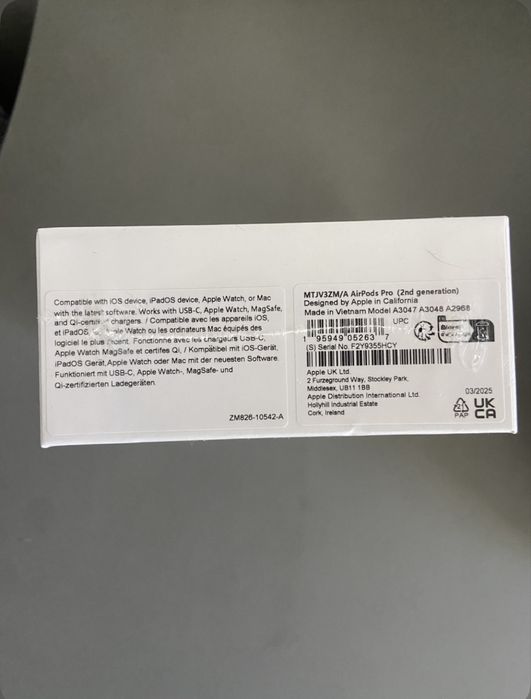 Compatible with iOS device, iPadOS device, Apple Watch, or Mac
with the latest software. Works with USB-C, Apple Watch, MagSafe,
and Qi-certified chargers. / Compatible avec les appareils iOS,
et iPadOS, Apple Watch ou les ordinateurs Mac équipés des
logiciel le plus récent. Fonctionne avec les chargeurs USB-C,
Apple Watch MagSafe et certifies Qi, / Kompatibel mit iOS-Gerät,
iPadOS Gerät, Apple Watch oder Mac mit der neuesten Software.
Funktioniert mit USB-C, Apple Watch-, MagSafe- und
Qi-zertifizierten Ladegeräten.
ZM826-10542-A
MTJV3ZM/A AirPods Pro (2nd generation)
Designed by Apple in California
Made in Vietnam Model A3047 A3048 A2968
UPC
1 95949 05263 7
(S) Serial No. F2Y9355HCY
Apple UK Ltd.
2 Furzeground Way, Stockley Park,
Middlesex, UB11 1BB
Apple Distribution International Ltd.
Hollyhill Industrial Estate
Cork, Ireland
03/2025
21
PAP
UK
CA